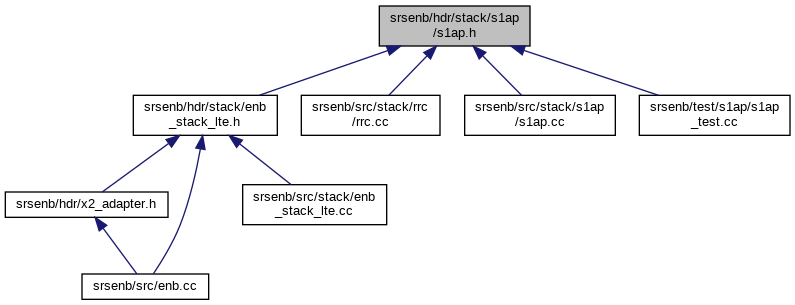 srsenb/hdr/stack/s1ap
/s1ap.h
srsenb/hdr/stack/enb
_stack_lte.h
srsenb/src/stack/rrc
/rrc.cc
srsenb/src/stack/s1ap
/s1ap.cc
srsenb/test/s1ap/s1ap
_test.cc
srsenb/hdr/x2_adapter.h
srsenb/src/stack/enb
_stack_lte.cc
srsenb/src/enb.cc